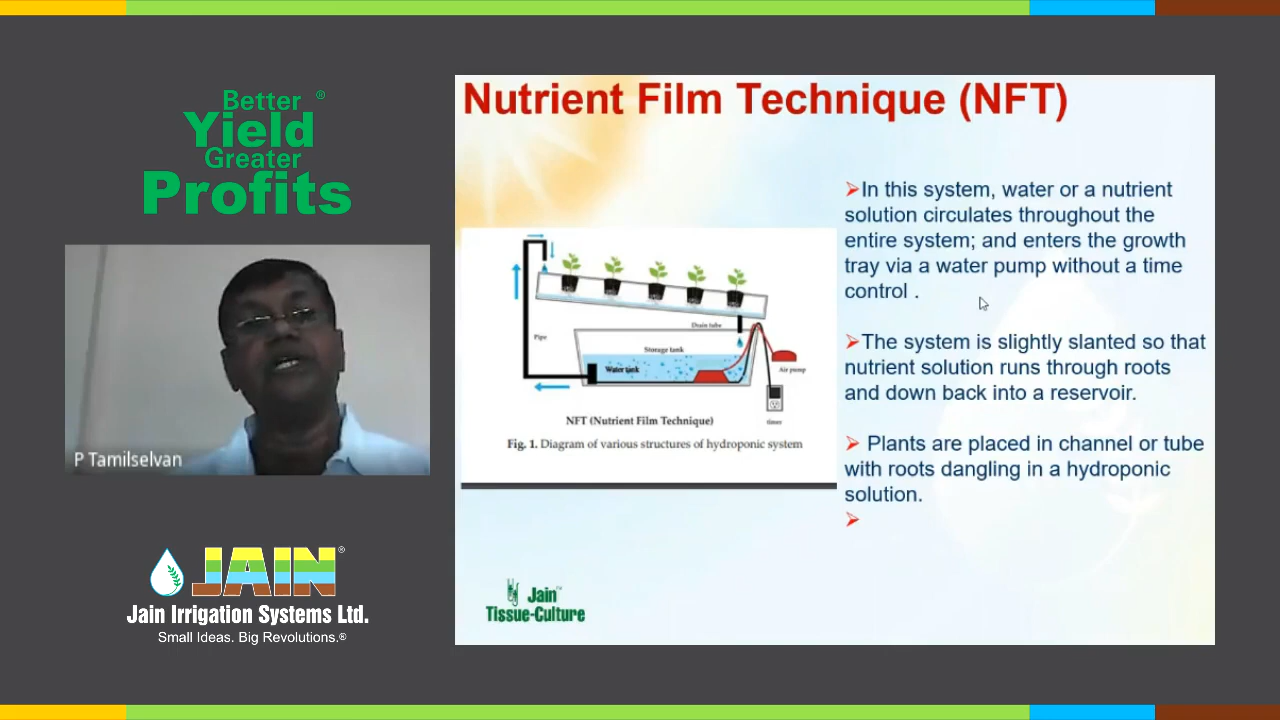 Better ®
Yield
Greater
Profits
P Tamilselvan
JAIN®
Jain Irrigation Systems Ltd.
Small Ideas. Big Revolutions.®
Nutrient Film Technique (NFT)
Pipe
Drain tube
Storage tank
Water tank
Air pump
timer
NFT (Nutrient Film Technique)
Fig. 1. Diagram of various structures of hydroponic system
➢In this system, water or a nutrient
solution circulates throughout the
entire system; and enters the growth
tray via a water pump without a time
control .
➢The system is slightly slanted so that
nutrient solution runs through roots
and down back into a reservoir.
➢ Plants are placed in channel or tube
with roots dangling in a hydroponic
solution.
➢
Jain™
Tissue-Culture